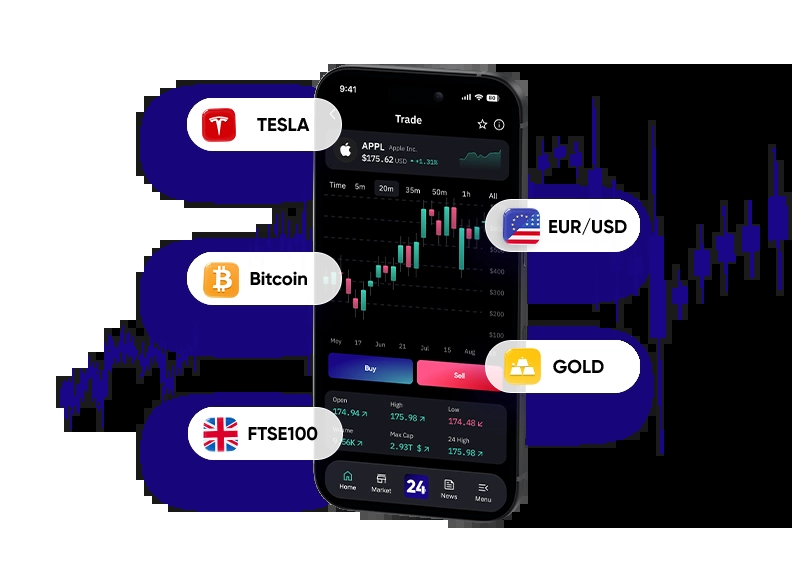 9:41
Trade
TESLA
APPL Apple Inc.
$175.62 USD +1.31%
Time 5m 20m 35m 50m 1h All
EUR/USD
Bitcoin
$400
$300
$200
$100
May 17 Jun 21 Jul 15 Aug
Buy Sell
GOLD
Open High Low
174.94 175.98 174.48
FTSE100
Max Cap 24 High
56K 2.93T $ 175.98
Home Market 24 News Menu